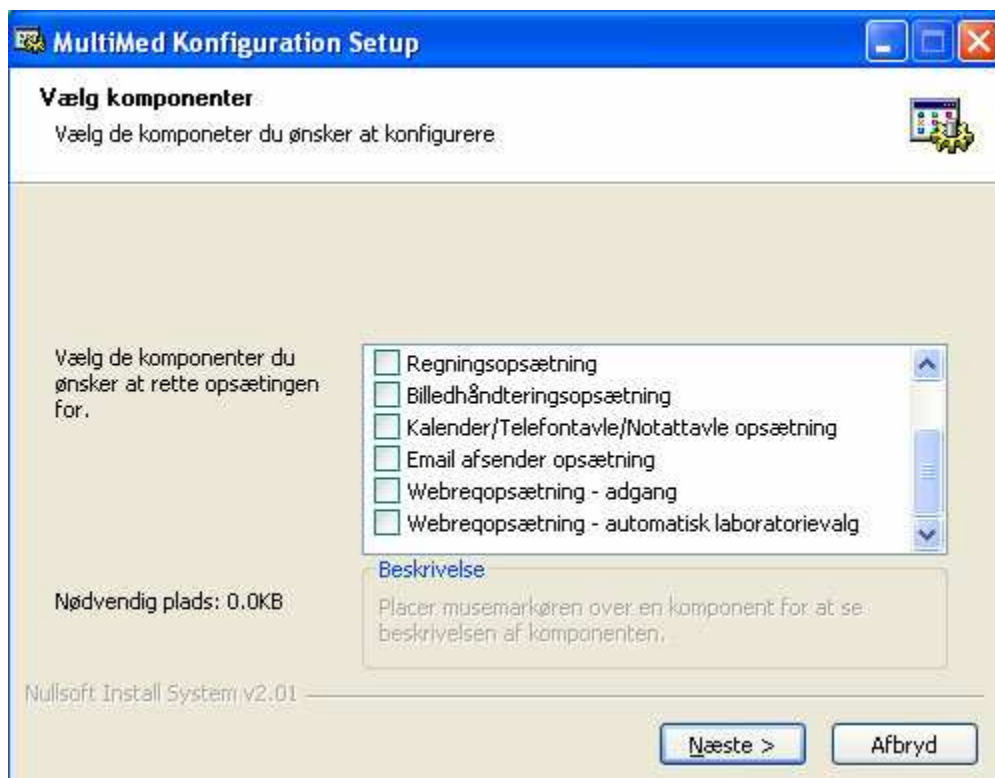 MultiMed Konfiguration Setup
Vælg komponenter
Vælg de komponeter du ønsker at konfigurere
Vælg de komponenter du
ønsker at rette opsætingen
for.
Regningsopsætning
Billedhåndteringsopsætning
Kalender/Telefontavle/Notattavle opsætning
Email afsender opsætning
Webreqopsætning - adgang
Webreqopsætning - automatisk laboratorievalg
Nødvendig plads: 0.0KB
Beskrivelse
Placer musemarkøren over en komponent for at se
beskrivelsen af komponenten.
Nullsoft Install System v2.01
Næste >
Afbryd